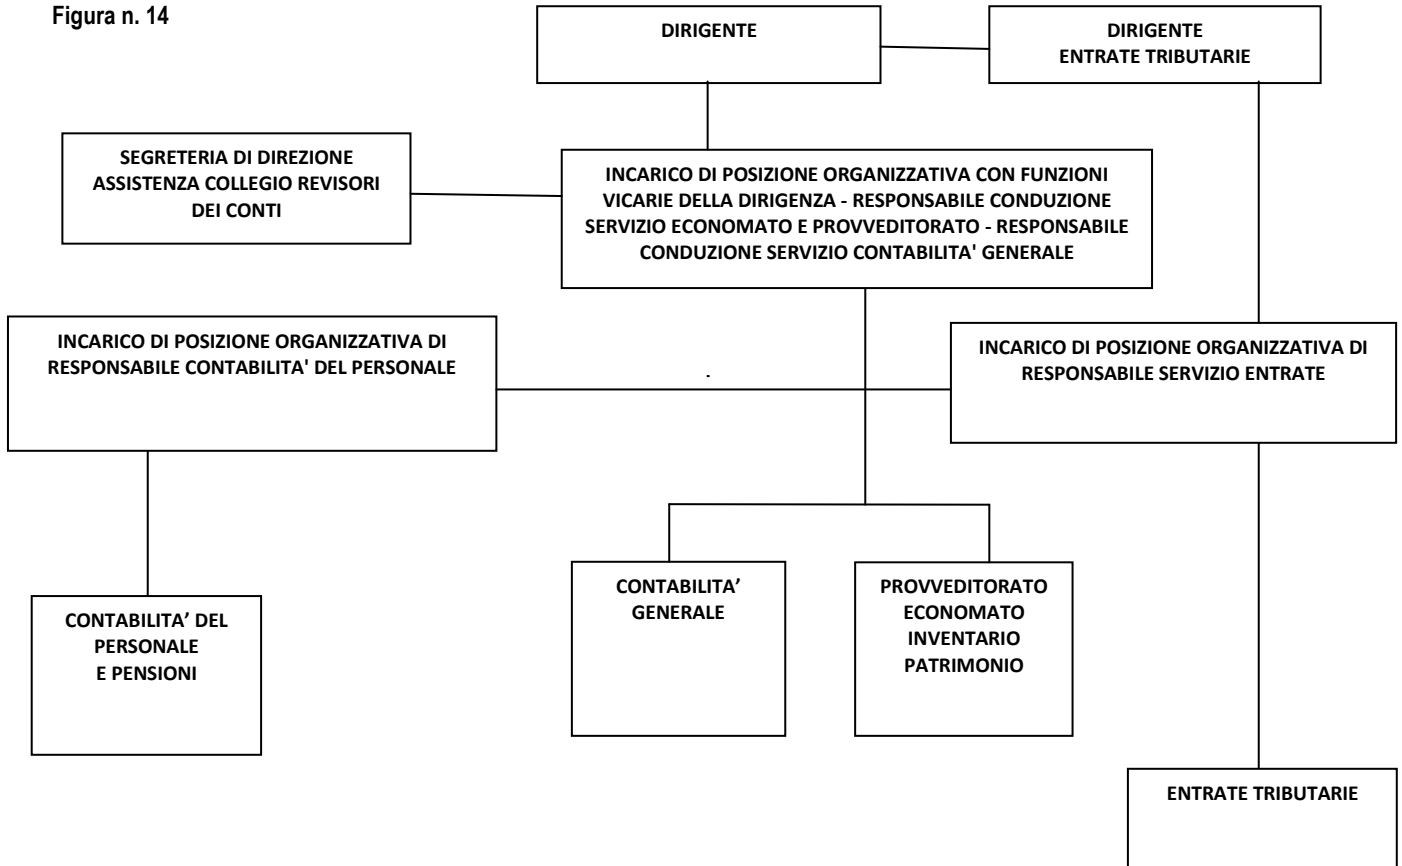 Figura n. 14
DIRIGENTE
DIRIGENTE
ENTRATE TRIBUTARIE
SEGRETERIA DI DIREZIONE
ASSISTENZA COLLEGIO REVISORI
DEI CONTI
INCARICO DI POSIZIONE ORGANIZZATIVA CON FUNZIONI
VICARIE DELLA DIRIGENZA - RESPONSABILE CONDUZIONE
SERVIZIO ECONOMATO E PROVVEDITORATO - RESPONSABILE
CONDUZIONE SERVIZIO CONTABILITA' GENERALE
INCARICO DI POSIZIONE ORGANIZZATIVA DI
RESPONSABILE CONTABILITA' DEL PERSONALE
INCARICO DI POSIZIONE ORGANIZZATIVA DI
RESPONSABILE SERVIZIO ENTRATE
CONTABILITA’ DEL
PERSONALE
E PENSIONI
CONTABILITA’
GENERALE
PROVVEDITORATO
ECONOMATO
INVENTARIO
PATRIMONIO
ENTRATE TRIBUTARIE